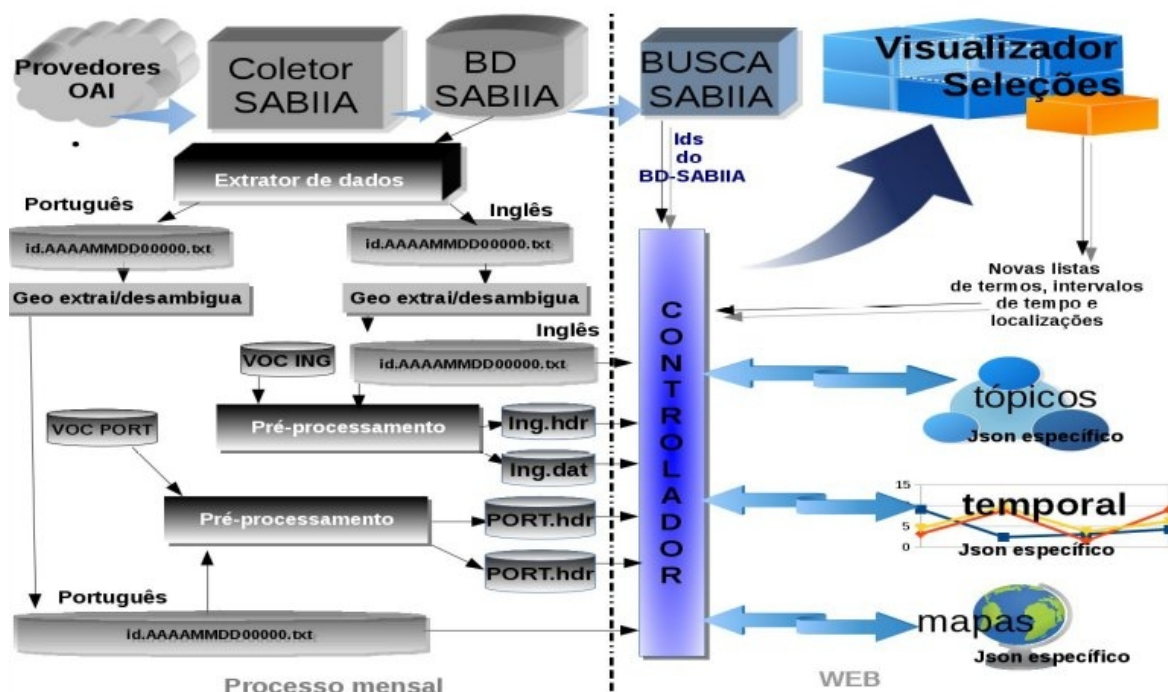 Provedores
OAI
Coletor
SABIIA
BD
SABIIA
BUSCA
SABIIA
Visualizador
Seleções
Ids
do
BD-SABIIA
Extrator de dados
Português
Inglês
id.AAAAMMDD00000.txt
id.AAAAMMDD00000.txt
Geo extrai/desambigua
Geo extrai/desambigua
Novas listas
de termos, intervalos
de tempo e
localizações
Inglês
VOC ING
id.AAAAMMDD00000.txt
CONTROLADOR
tópicos
Json específico
VOC PORT
Pré-processamento
Ing.hdr
Ing.dat
Pré-processamento
PORT.hdr
PORT.hdr
15
10
5
0
temporal
Json específico
Português
id.AAAAMMDD00000.txt
mapas
Json específico
Processo mensal
WEB